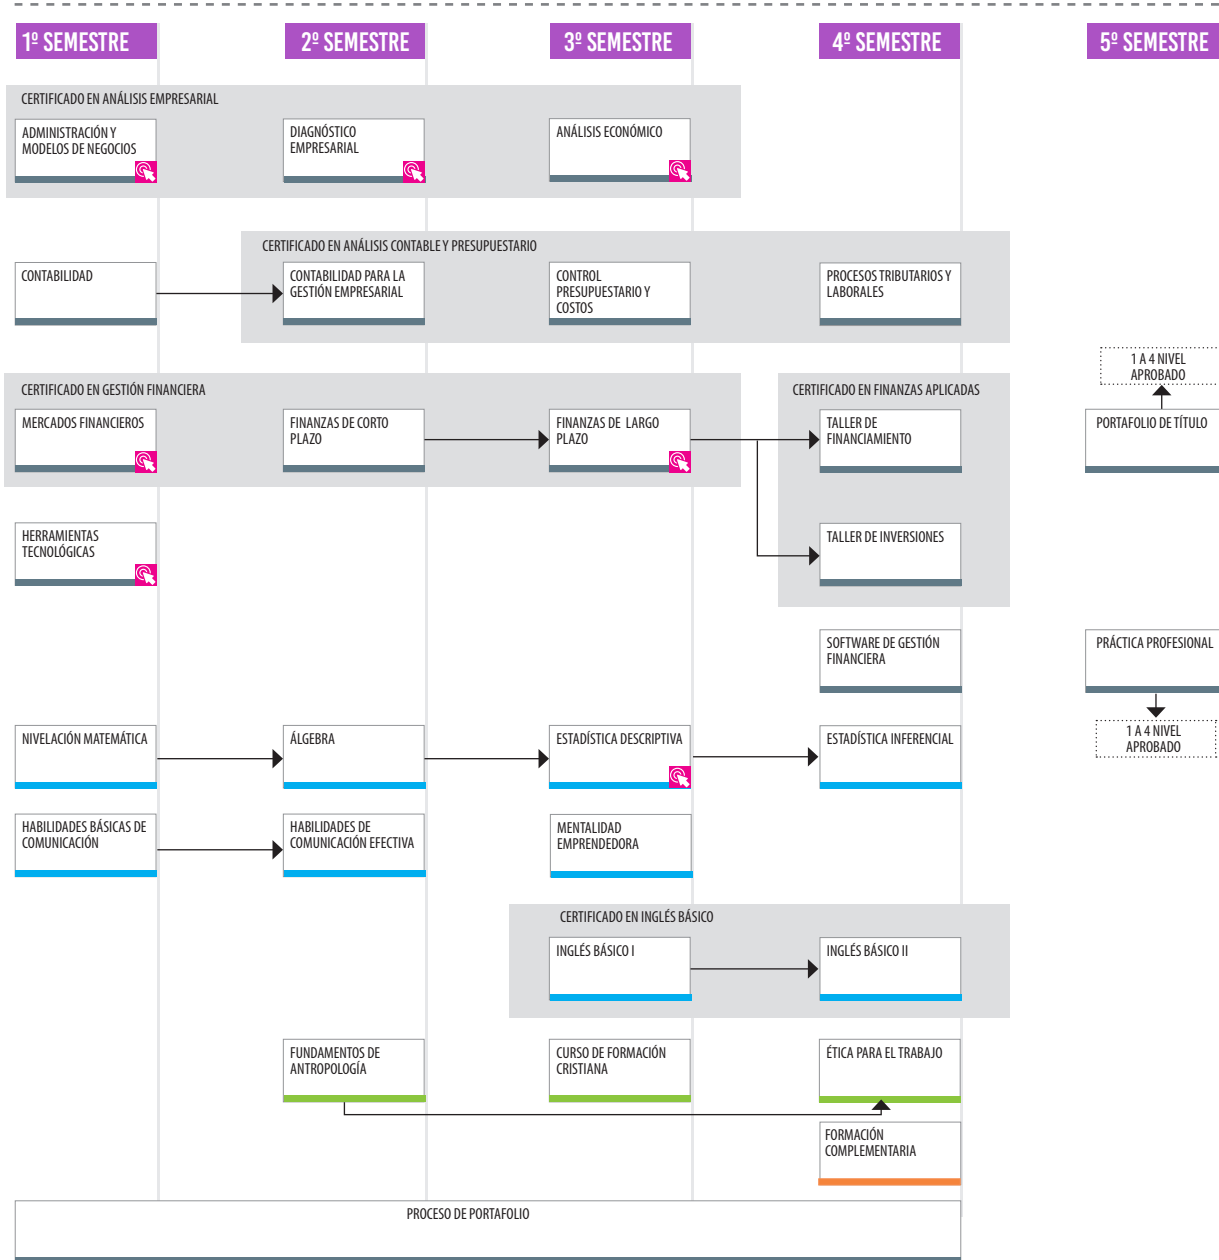 1º SEMESTRE
2º SEMESTRE
3º SEMESTRE
4º SEMESTRE
5º SEMESTRE
CERTIFICADO EN ANÁLISIS EMPRESARIAL
ADMINISTRACIÓN Y
MODELOS DE NEGOCIOS
DIAGNÓSTICO
EMPRESARIAL
ANÁLISIS ECONÓMICO
CERTIFICADO EN ANÁLISIS CONTABLE Y PRESUPUESTARIO
CONTABILIDAD
CONTABILIDAD PARA LA
GESTIÓN EMPRESARIAL
CONTROL
PRESUPUESTARIO Y
COSTOS
PROCESOS TRIBUTARIOS Y
LABORALES
1 A 4 NIVEL
APROBADO
CERTIFICADO EN GESTIÓN FINANCIERA
CERTIFICADO EN FINANZAS APLICADAS
MERCADOS FINANCIEROS
FINANZAS DE CORTO
PLAZO
FINANZAS DE LARGO
PLAZO
TALLER DE
FINANCIAMIENTO
PORTAFOLIO DE TÍTULO
HERRAMIENTAS
TECNOLÓGICAS
TALLER DE INVERSIONES
SOFTWARE DE GESTIÓN
FINANCIERA
PRÁCTICA PROFESIONAL
NIVELACIÓN MATEMÁTICA
ÁLGEBRA
ESTADÍSTICA DESCRIPTIVA
ESTADÍSTICA INFERENCIAL
1 A 4 NIVEL
APROBADO
HABILIDADES BÁSICAS DE
COMUNICACIÓN
HABILIDADES DE
COMUNICACIÓN EFECTIVA
MENTALIDAD
EMPRENDEDORA
CERTIFICADO EN INGLÉS BÁSICO
INGLÉS BÁSICO I
INGLÉS BÁSICO II
FUNDAMENTOS DE
ANTROPOLOGÍA
CURSO DE FORMACIÓN
CRISTIANA
ÉTICA PARA EL TRABAJO
FORMACIÓN
COMPLEMENTARIA
PROCESO DE PORTAFOLIO